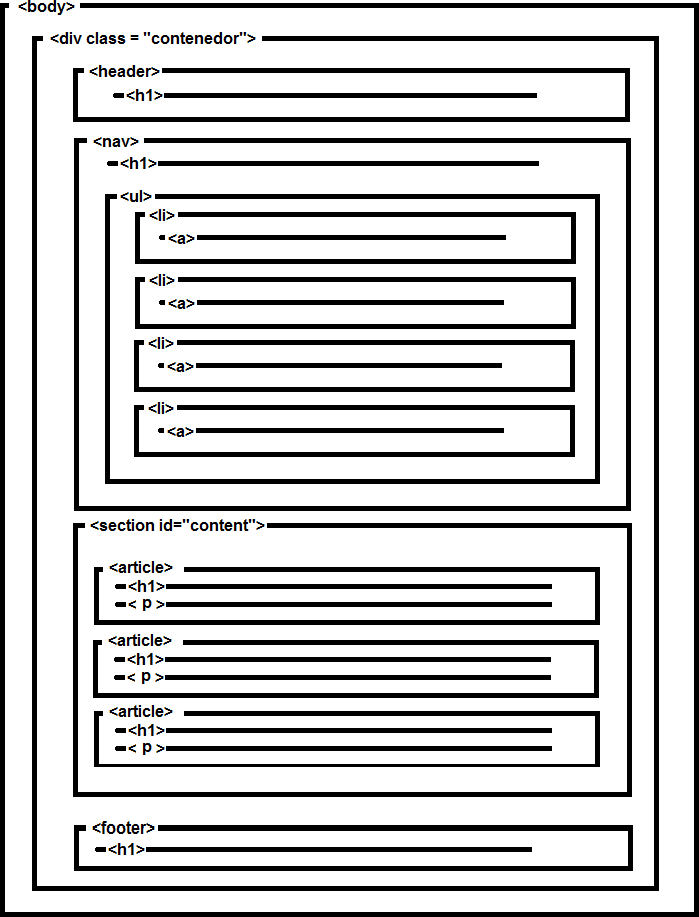 <body>
<div class = "contenedor">
<header>
<h1>
<nav>
<h1>
<ul>
<li>
<a>
<li>
<a>
<li>
<a>
<li>
<a>
<section id="content">
<article>
<h1>
< p >
<article>
<h1>
< p >
<article>
<h1>
< p >
<footer>
<h1>